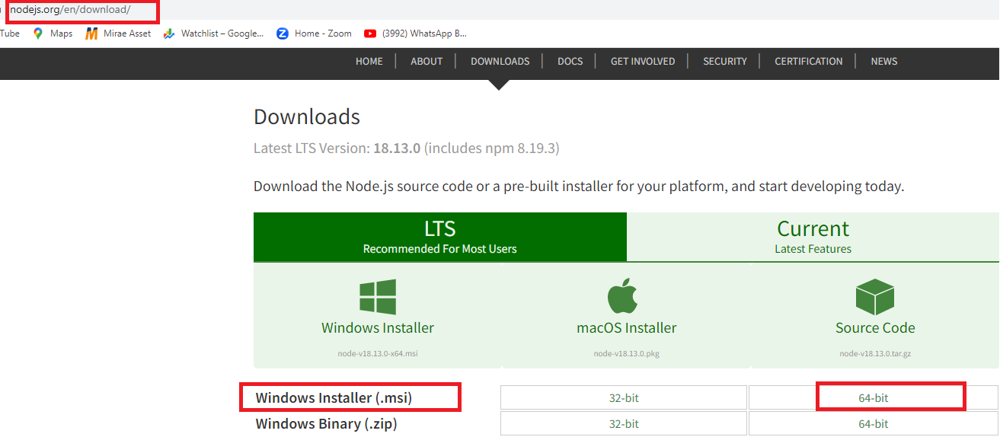 nodejs.org/en/download/
Tube Maps Mirae Asset Watchlist – Google... Home - Zoom (3992) WhatsApp B...
HOME ABOUT DOWNLOADS DOCS GET INVOLVED SECURITY CERTIFICATION NEWS
Downloads
Latest LTS Version: 18.13.0 (includes npm 8.19.3)
Download the Node.js source code or a pre-built installer for your platform, and start developing today.
LTS Current
Recommended For Most Users Latest Features
Windows Installer macOS Installer Source Code
node-v18.13.0-x64.msi node-v18.13.0.pkg node-v18.13.0.tar.gz
Windows Installer (.msi) 32-bit 64-bit
Windows Binary (.zip) 32-bit 64-bit